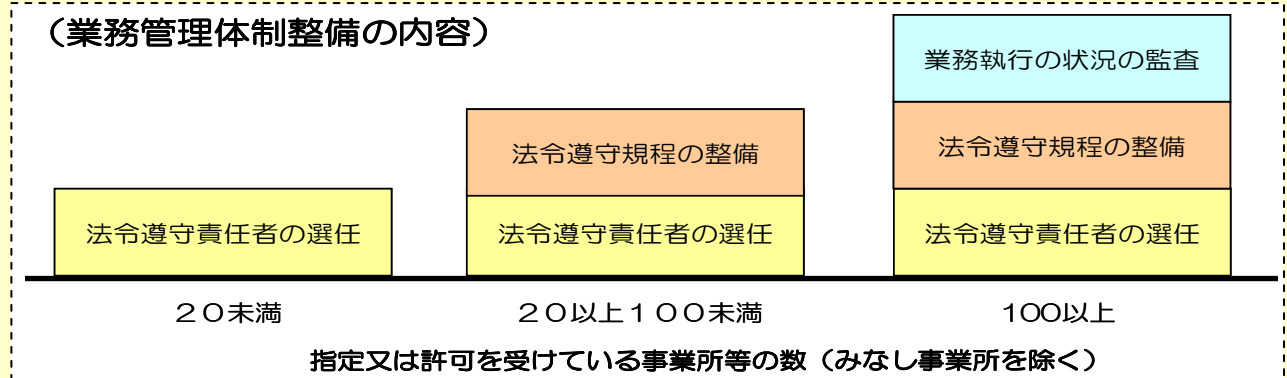 （業務管理体制整備の内容）
業務執行の状況の監査
法令遵守規程の整備
法令遵守規程の整備
法令遵守責任者の選任
法令遵守責任者の選任
法令遵守責任者の選任
２０未満
２０以上１００未満
100以上
指定又は許可を受けている事業所等の数（みなし事業所を除く）